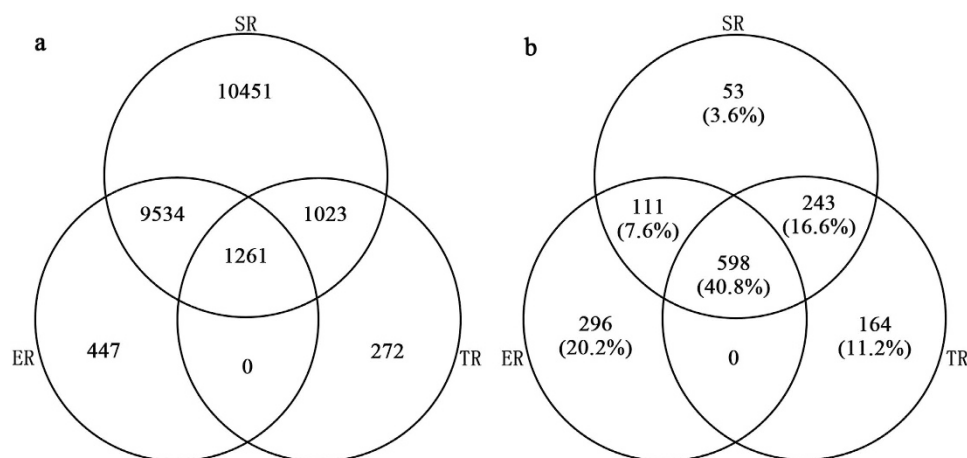 a
SR
10451
9534
1023
1261
ER
447
0
272
TR
b
SR
53
(3.6%)
111
(7.6%)
243
(16.6%)
598
(40.8%)
ER
296
(20.2%)
0
164
(11.2%)
TR